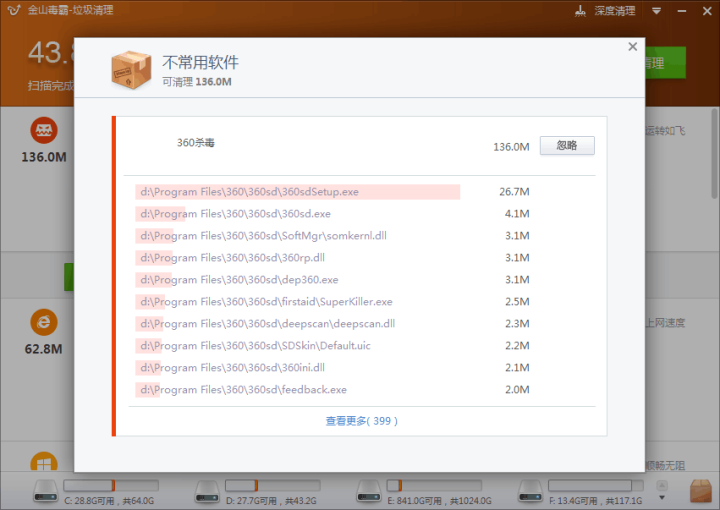 金山毒霸-垃圾清理
深度清理
43.8
扫描完成
清理
不常用软件
可清理 136.0M
136.0M
运转如飞
360杀毒
136.0M
忽略
d:\Program Files\360\360sd\360sdSetup.exe 26.7M
d:\Program Files\360\360sd\360sd.exe 4.1M
d:\Program Files\360\360sd\SoftMgr\somkernl.dll 3.1M
d:\Program Files\360\360sd\360rp.dll 3.1M
d:\Program Files\360\360sd\dep360.exe 3.1M
d:\Program Files\360\360sd\firstaid\SuperKiller.exe 2.5M
d:\Program Files\360\360sd\deepscan\deepscan.dll 2.3M
d:\Program Files\360\360sd\SDSkin\Default.uic 2.2M
d:\Program Files\360\360sd\360ini.dll 2.1M
d:\Program Files\360\360sd\feedback.exe 2.0M
查看更多( 399 )
62.8M
上网速度
顺畅无阻
C: 28.8G可用，共64.0G
D: 27.7G可用，共43.2G
E: 841.0G可用，共1024.0G
F: 13.4G可用，共117.1G